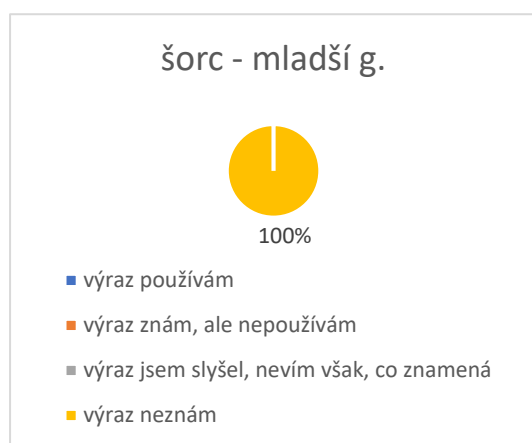 šorc - mladší g.
100%
výraz používám
výraz znám, ale nepoužívám
výraz jsem slyšel, nevím však, co znamená
výraz neznám